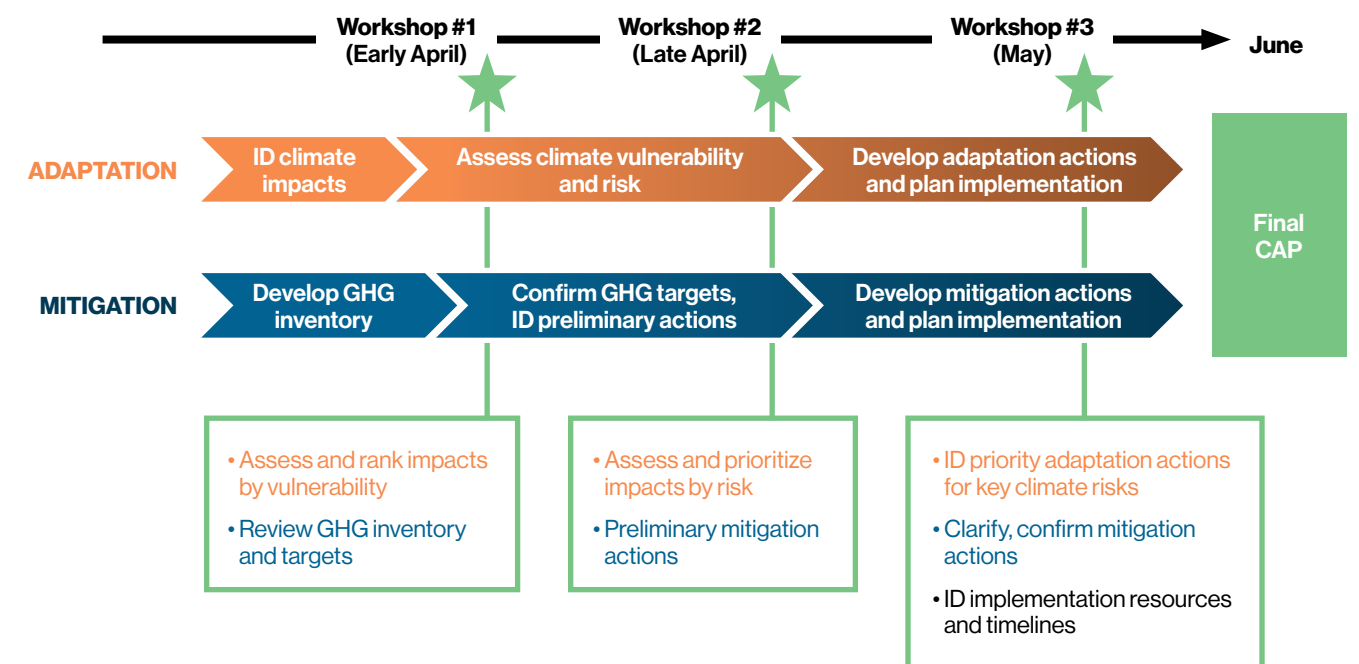 Workshop #1
(Early April)
Workshop #2
(Late April)
Workshop #3
(May)
June
ADAPTATION
ID climate
impacts
Assess climate vulnerability
and risk
Develop adaptation actions
and plan implementation
Final
CAP
MITIGATION
Develop GHG
inventory
Confirm GHG targets,
ID preliminary actions
Develop mitigation actions
and plan implementation
• Assess and rank impacts
by vulnerability
• Review GHG inventory
and targets
• Assess and prioritize
impacts by risk
• Preliminary mitigation
actions
• ID priority adaptation actions
for key climate risks
• Clarify, confirm mitigation
actions
• ID implementation resources
and timelines